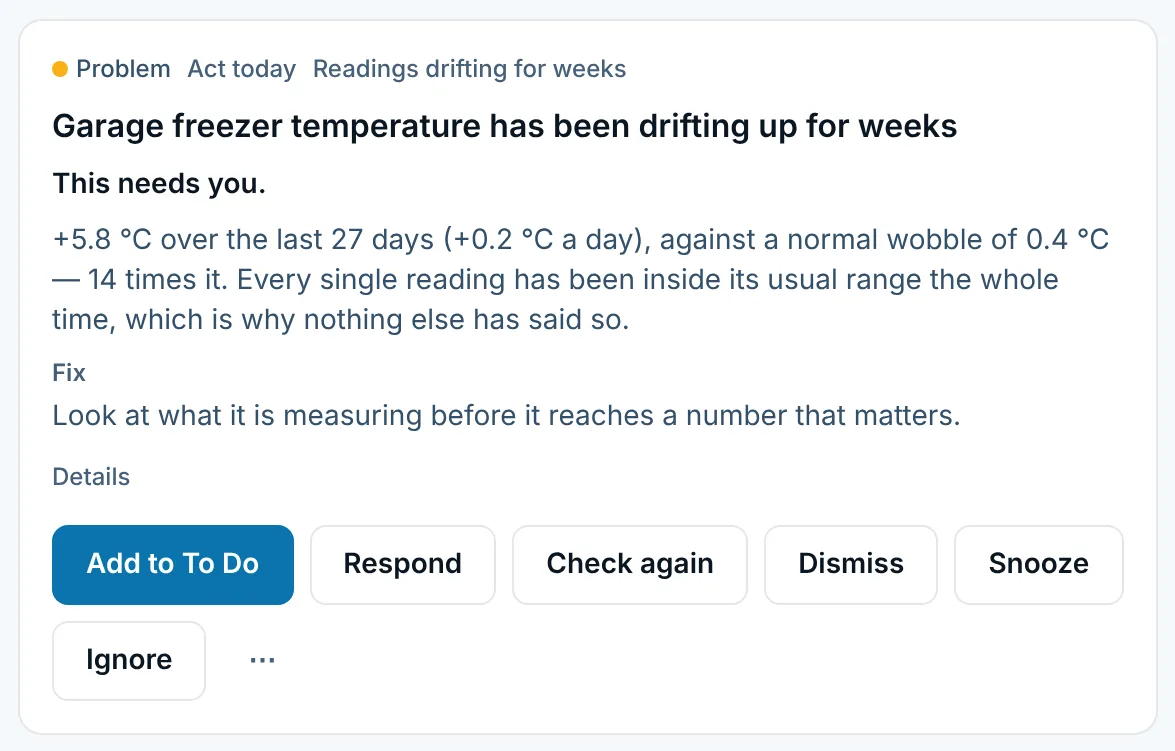 Problem Act today Readings drifting for weeks
Garage freezer temperature has been drifting up for weeks
This needs you.
+5.8 °C over the last 27 days (+0.2 °C a day), against a normal wobble of 0.4 °C
— 14 times it. Every single reading has been inside its usual range the whole
time, which is why nothing else has said so.
Fix
Look at what it is measuring before it reaches a number that matters.
Details
Add to To Do Respond Check again Dismiss Snooze
Ignore ···